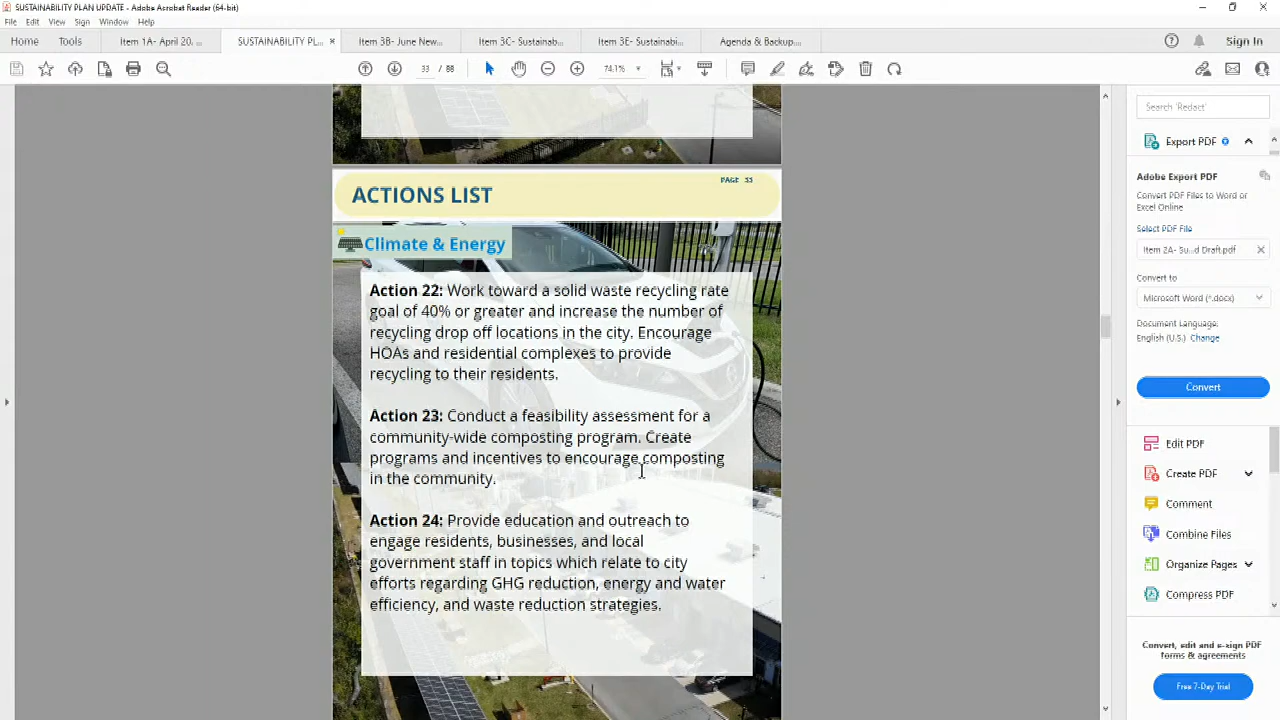 SUSTAINABILITY PLAN UPDATE - Adobe Acrobat Reader (64-bit)
File Edit View Sign Window Help
Home Tools Item 1A- April 20, ... SUSTAINABILITY PL... × Item 3B- June New... Item 3C- Sustainab... Item 3E- Sustainabi... Agenda & Backup... Sign In
33 / 88 74.1%
Search 'Redact'
Export PDF
Adobe Export PDF
Convert PDF Files to Word or Excel Online
Select PDF File
Item 2A- Su...d Draft.pdf
Convert to
Microsoft Word (*.docx)
Document Language:
English (U.S.) Change
Convert
Edit PDF
Create PDF
Comment
Combine Files
Organize Pages
Compress PDF
Convert, edit and e-sign PDF
forms & agreements
Free 7-Day Trial
PAGE 33
ACTIONS LIST
Climate & Energy
Action 22: Work toward a solid waste recycling rate
goal of 40% or greater and increase the number of
recycling drop off locations in the city. Encourage
HOAs and residential complexes to provide
recycling to their residents.
Action 23: Conduct a feasibility assessment for a
community-wide composting program. Create
programs and incentives to encourage composting
in the community.
Action 24: Provide education and outreach to
engage residents, businesses, and local
government staff in topics which relate to city
efforts regarding GHG reduction, energy and water
efficiency, and waste reduction strategies.